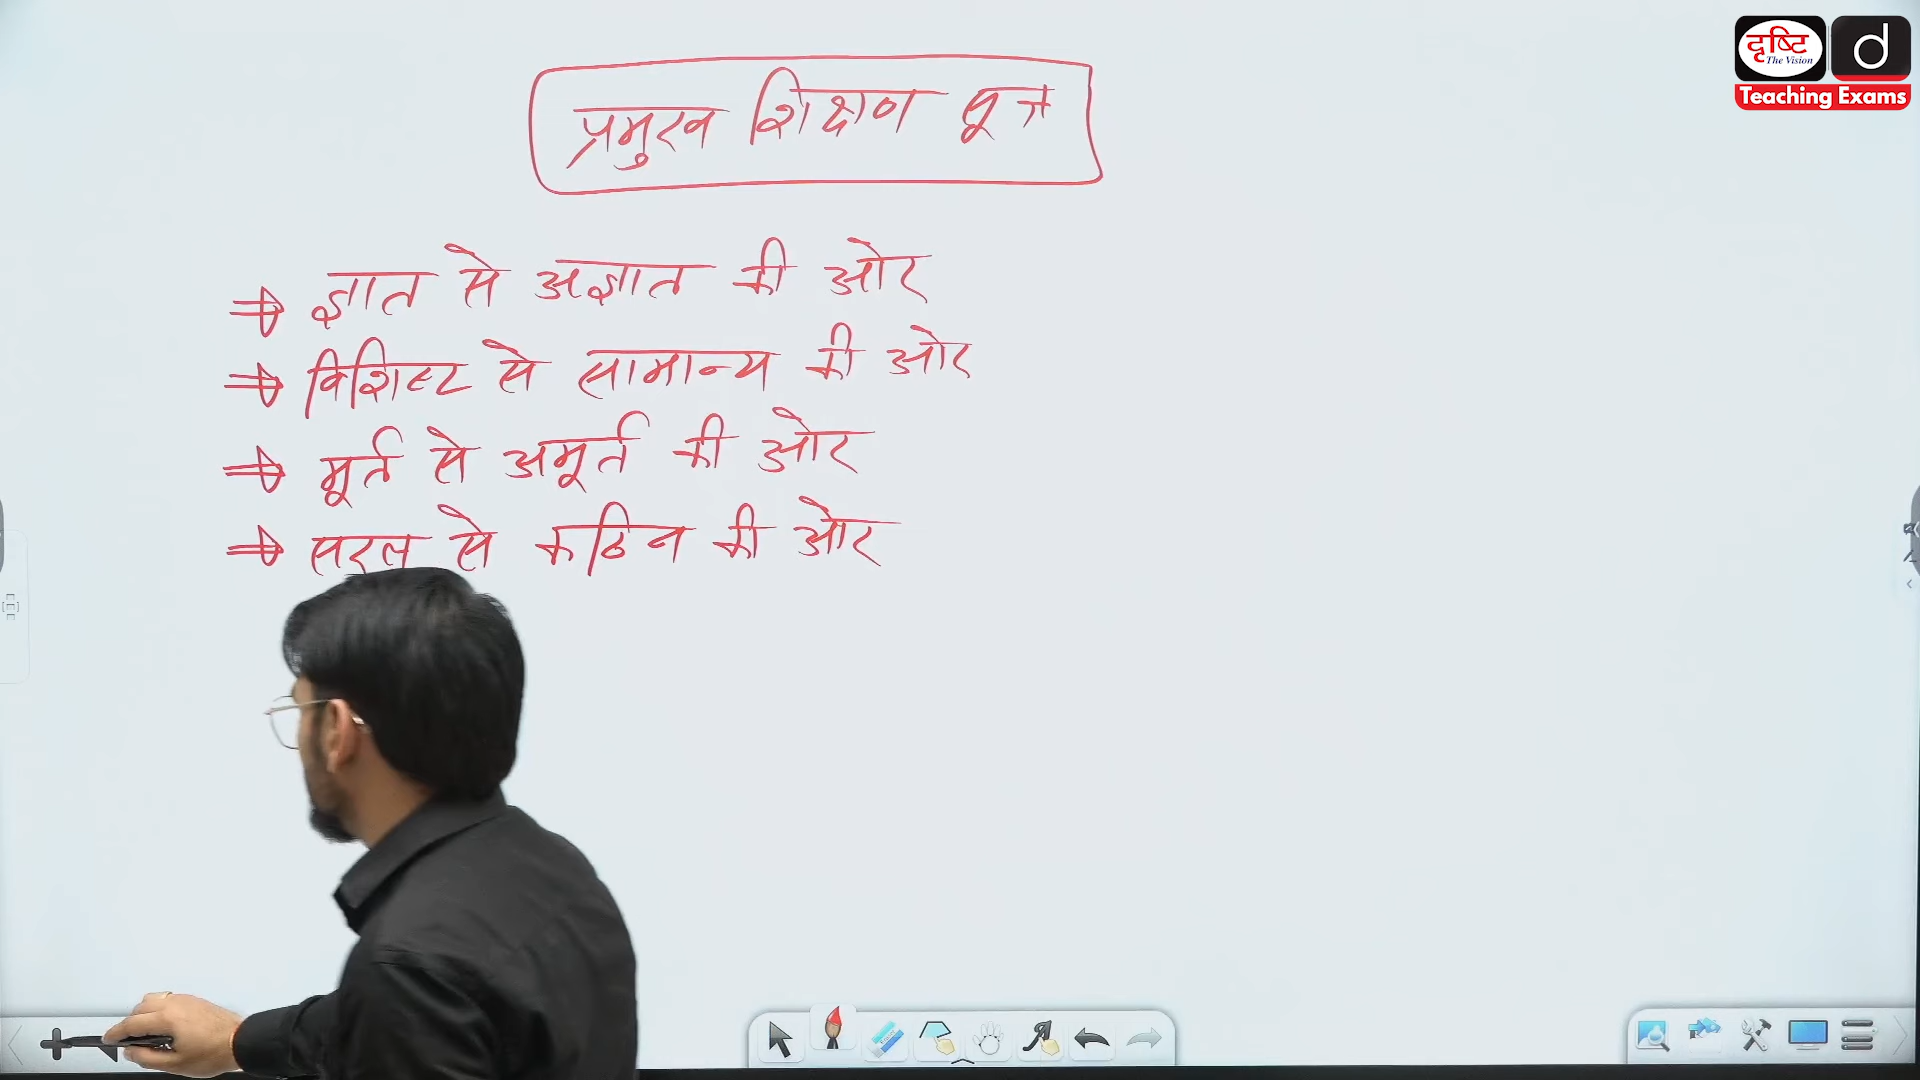 दृष्टि
The Vision
d
Teaching Exams
प्रमुख शिक्षण सूत्र
⇒ ज्ञात से अज्ञात की ओर
⇒ विशिष्ट से सामान्य की ओर
⇒ मूर्त से अमूर्त की ओर
⇒ सरल से कठिन की ओर